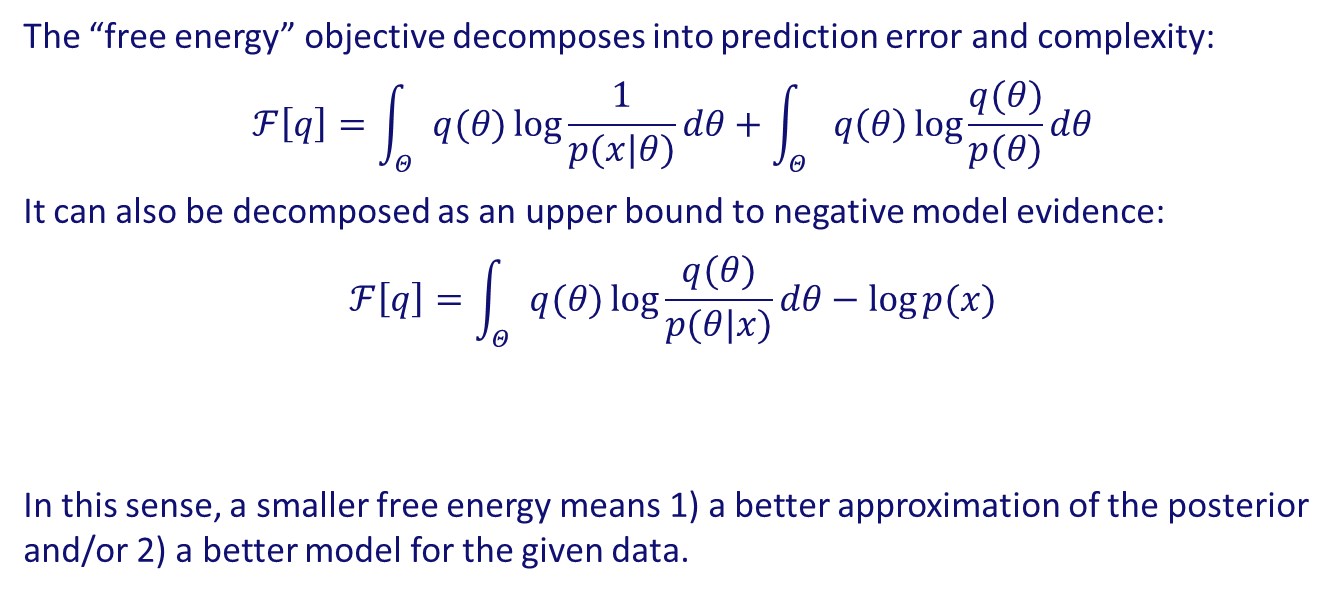 The “free energy” objective decomposes into prediction error and complexity:
ℱ[q] = ∫_Θ q(θ) log 1/p(x|θ) dθ + ∫_Θ q(θ) log q(θ)/p(θ) dθ
It can also be decomposed as an upper bound to negative model evidence:
ℱ[q] = ∫_Θ q(θ) log q(θ)/p(θ|x) dθ − log p(x)
In this sense, a smaller free energy means 1) a better approximation of the posterior
and/or 2) a better model for the given data.